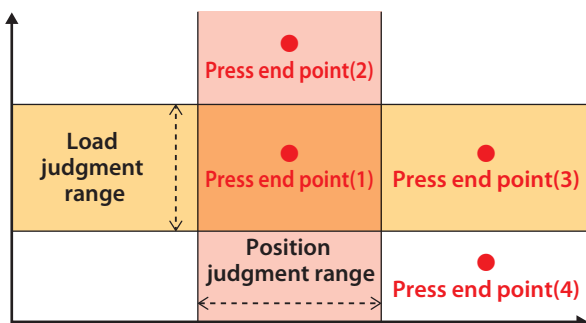 Press end point(2)
Load
judgment
range
Press end point(1)
Press end point(3)
Position
judgment range
Press end point(4)